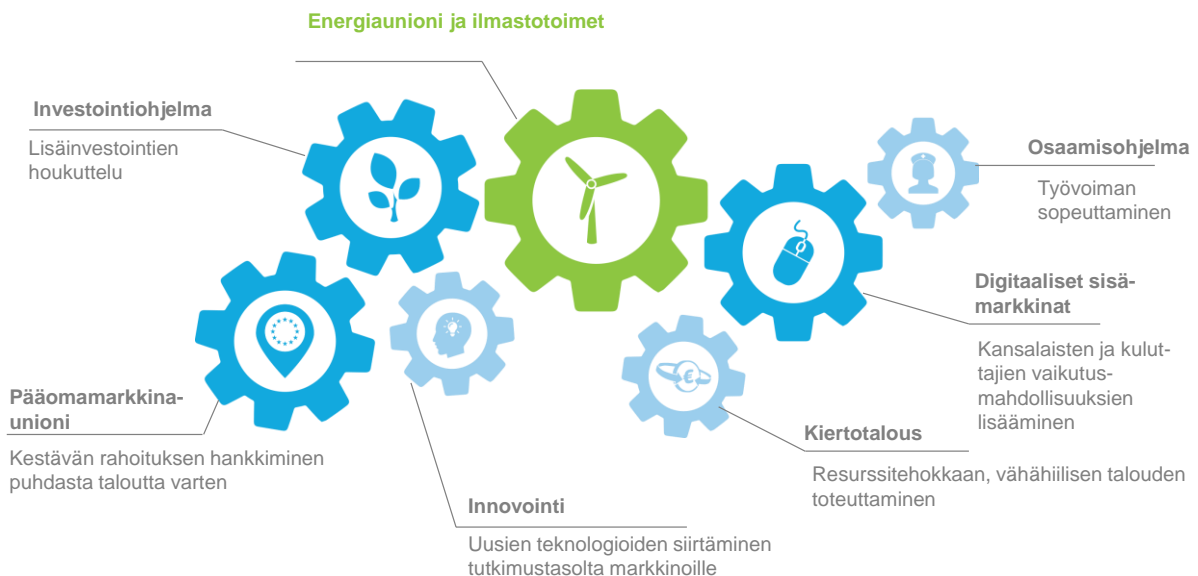 Energiaunioni ja ilmastotoimet
Investointiohjelma
Lisäinvestointien
houkuttelu
Osaamisohjelma
Työvoiman
sopeuttaminen
Digitaaliset sisä-
markkinat
Kansalaisten ja kulut-
tajien vaikutus-
mahdollisuuksien
lisääminen
Pääomamarkkina-
unioni
Kestävän rahoituksen hankkiminen
puhdasta taloutta varten
Kiertotalous
Resurssitehokkaan, vähähiilisen talouden
toteuttaminen
Innovointi
Uusien teknologioiden siirtäminen
tutkimustasolta markkinoille
€